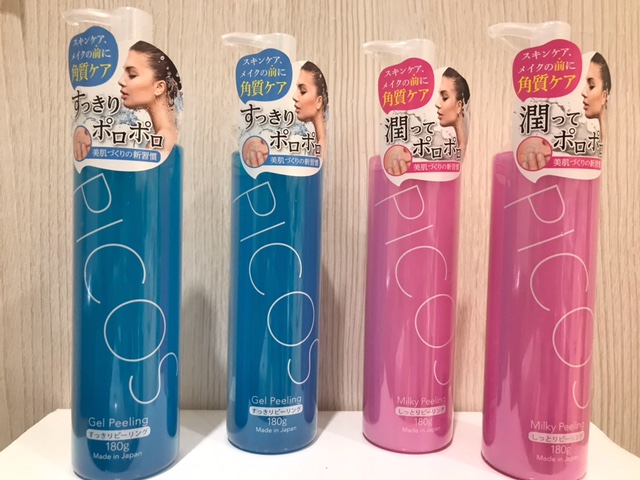 スキンケア、
メイクの前に
角質ケア
すっきり
ポロポロ
美肌づくりの新習慣
PICOS
Gel Peeling
すっきりピーリング
180g
Made in Japan
スキンケア、
メイクの前に
角質ケア
すっきり
ポロポロ
美肌づくりの新習慣
PICOS
Gel Peeling
すっきりピーリング
180g
Made in Japan
スキンケア、
メイクの前に
角質ケア
潤って
ポロポロ
美肌づくりの新習慣
PICOS
Milky Peeling
しっとりピーリング
180g
Made in Japan
スキンケア、
メイクの前に
角質ケア
潤って
ポロポロ
美肌づくりの新習慣
PICOS
Milky Peeling
しっとりピーリング
180g
Made in Japan